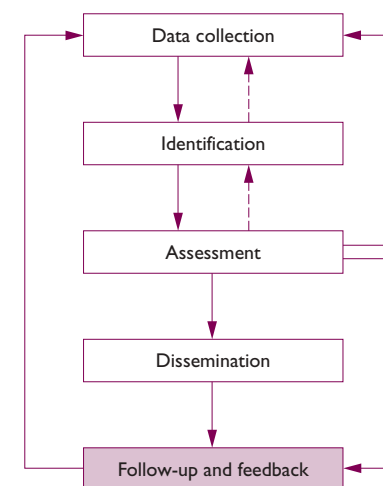 Data collection
Identification
Assessment
Dissemination
Follow-up and feedback